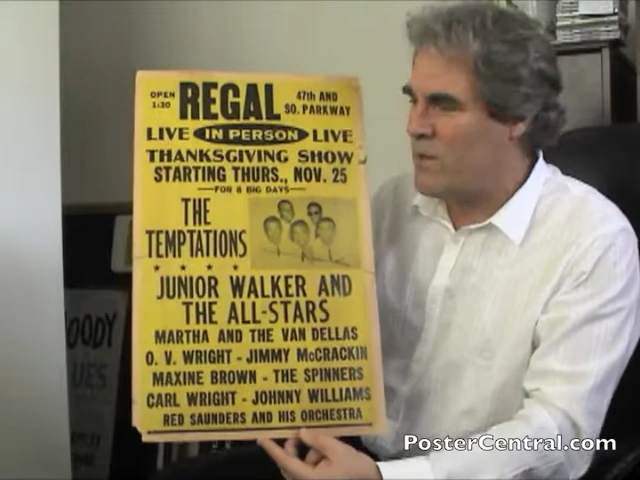 OPEN
1:30
REGAL
47th AND
SO. PARKWAY
LIVE IN PERSON LIVE
THANKSGIVING SHOW
STARTING THURS., NOV. 25
FOR 8 BIG DAYS
THE
TEMPTATIONS
JUNIOR WALKER AND
THE ALL-STARS
MARTHA AND THE VAN DELLAS
O. V. WRIGHT - JIMMY McCRACKIN
MAXINE BROWN - THE SPINNERS
CARL WRIGHT - JOHNNY WILLIAMS
RED SAUNDERS AND HIS ORCHESTRA
OODY
UES
PosterCentral.com